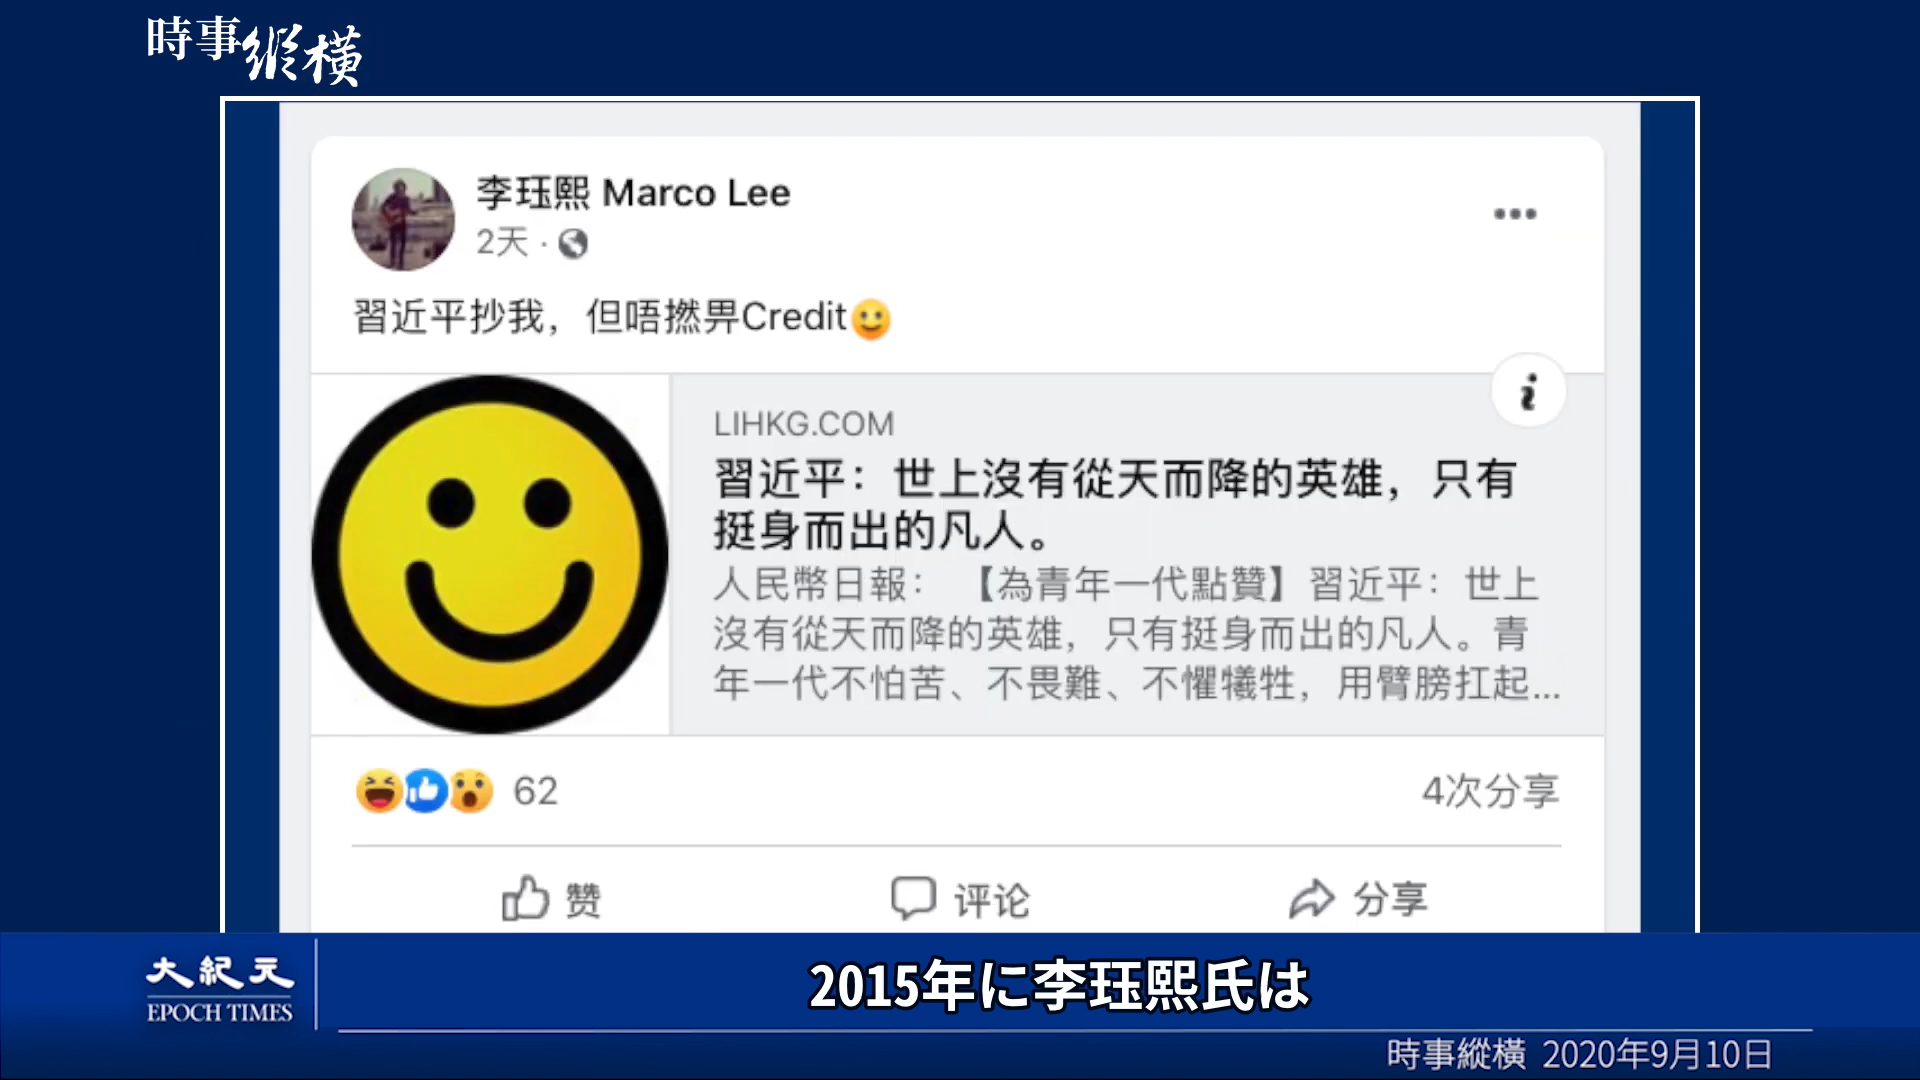 時事縱橫
李珏熙 Marco Lee
2天 ·
習近平抄我，但唔撚畀Credit
LIHKG.COM
習近平：世上沒有從天而降的英雄，只有
挺身而出的凡人。
人民幣日報：【為青年一代點贊】習近平：世上
沒有從天而降的英雄，只有挺身而出的凡人。青
年一代不怕苦、不畏難、不懼犧牲，用臂膀扛起...
62
4次分享
赞
评论
分享
大紀元
EPOCH TIMES
2015年に李珏熙氏は
時事縱橫 2020年9月10日